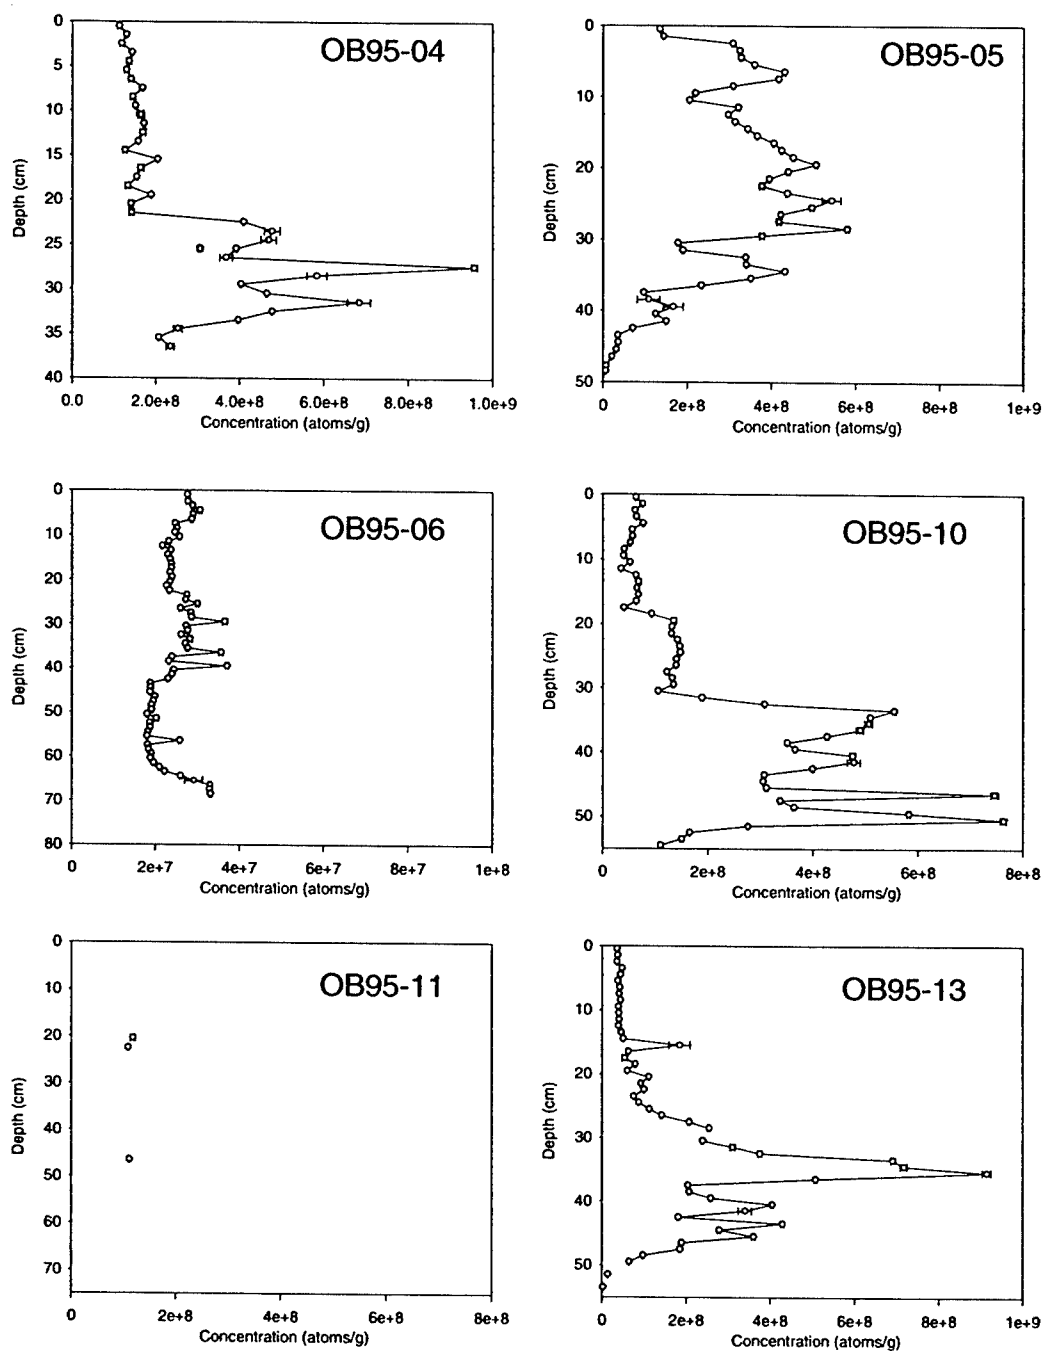 OB95-04
0
5
10
15
20
25
30
35
40
Depth (cm)
0.0
2.0e+8
4.0e+8
6.0e+8
8.0e+8
1.0e+9
Concentration (atoms/g)
OB95-05
0
10
20
30
40
50
Depth (cm)
0
2e+8
4e+8
6e+8
8e+8
1e+9
Concentration (atoms/g)
OB95-06
0
10
20
30
40
50
60
70
80
Depth (cm)
2e+7
4e+7
6e+7
8e+7
1e+8
Concentration (atoms/g)
OB95-10
0
10
20
30
40
50
Depth (cm)
0
2e+8
4e+8
6e+8
8e+8
Concentration (atoms/g)
OB95-11
0
10
20
30
40
50
60
70
Depth (cm)
0
2e+8
4e+8
6e+8
8e+8
Concentration (atoms/g)
OB95-13
0
10
20
30
40
50
Depth (cm)
0
2e+8
4e+8
6e+8
8e+8
1e+9
Concentration (atoms/g)